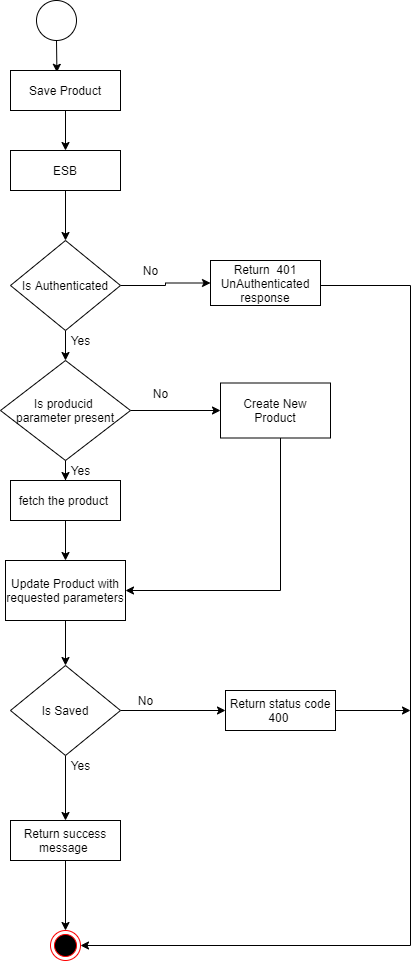 Save Product
ESB
Is Authenticated
No
Return 401
UnAuthenticated
response
Yes
Is producid
parameter present
No
Create New
Product
Yes
fetch the product
Update Product with
requested parameters
Is Saved
No
Return status code
400
Yes
Return success
message